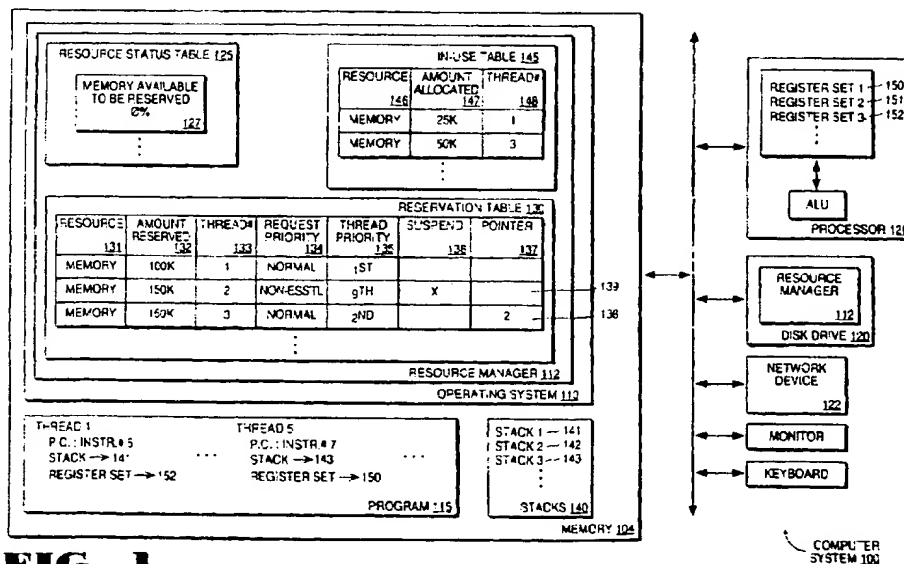 RESOURCE STATUS TABLE 125
MEMORY AVAILABLE
TO BE RESERVED
0%
127
IN-USE TABLE 145
RESOURCE 146 AMOUNT ALLOCATED 147 THREAD# 148
MEMORY 25K 1
MEMORY 50K 3
RESERVATION TABLE 130
RESOURCE 131 AMOUNT RESERVED 132 THREAD# 133 REQUEST PRIORITY 134 THREAD PRIORITY 135 SUSPEND 136 POINTER 137
MEMORY 100K 1 NORMAL 1ST
MEMORY 150K 2 NON-ESSTL 9TH X
139
MEMORY 150K 3 NORMAL 2ND 2
138
RESOURCE MANAGER 112
OPERATING SYSTEM 110
THREAD 1
P.C.: INSTR.# 5
STACK → 141
REGISTER SET → 152
THREAD 5
P.C.: INSTR.# 7
STACK → 143
REGISTER SET → 150
PROGRAM 115
STACK 1 141
STACK 2 142
STACK 3 143
STACKS 140
MEMORY 104
REGISTER SET 1 150
REGISTER SET 2 151
REGISTER SET 3 152
ALU
PROCESSOR
RESOURCE
MANAGER
112
DISK DRIVE 120
NETWORK
DEVICE
122
MONITOR
KEYBOARD
COMPUTER
SYSTEM 100
FIG. 1